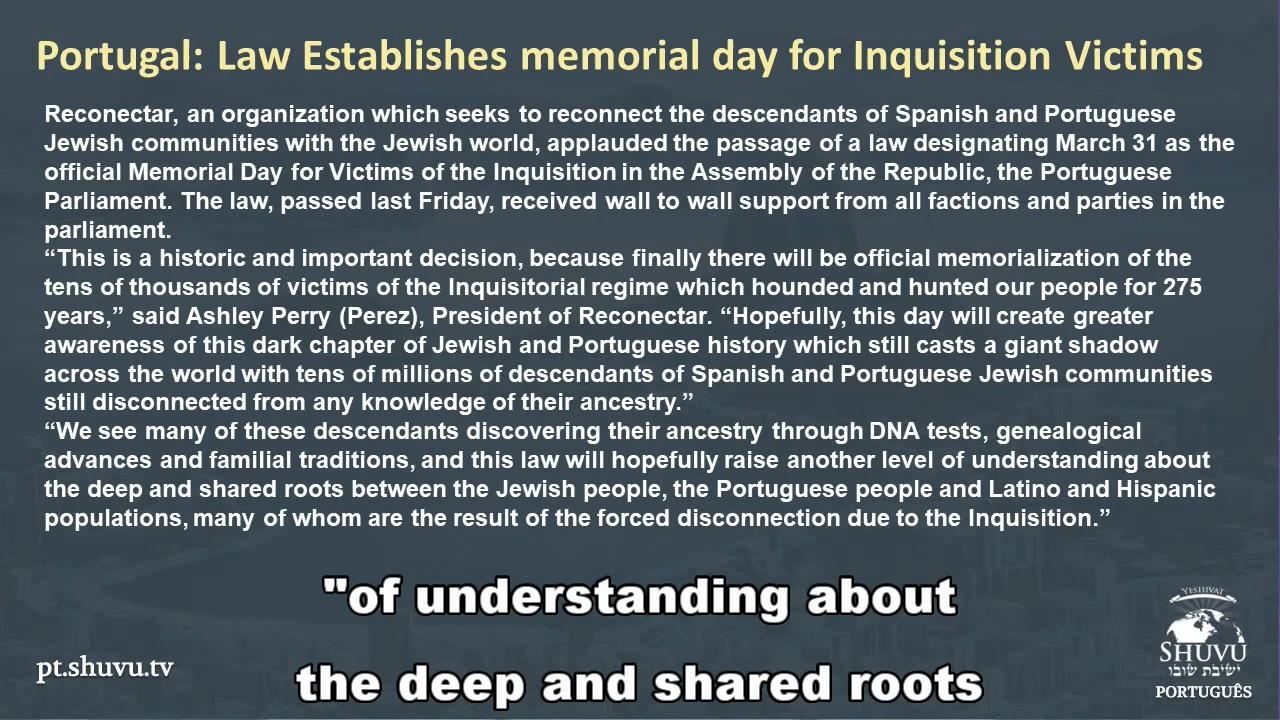 Portugal: Law Establishes memorial day for Inquisition Victims
Reconectar, an organization which seeks to reconnect the descendants of Spanish and Portuguese
Jewish communities with the Jewish world, applauded the passage of a law designating March 31 as the
official Memorial Day for Victims of the Inquisition in the Assembly of the Republic, the Portuguese
Parliament. The law, passed last Friday, received wall to wall support from all factions and parties in the
parliament.
“This is a historic and important decision, because finally there will be official memorialization of the
tens of thousands of victims of the Inquisitorial regime which hounded and hunted our people for 275
years,” said Ashley Perry (Perez), President of Reconectar. “Hopefully, this day will create greater
awareness of this dark chapter of Jewish and Portuguese history which still casts a giant shadow
across the world with tens of millions of descendants of Spanish and Portuguese Jewish communities
still disconnected from any knowledge of their ancestry.”
“We see many of these descendants discovering their ancestry through DNA tests, genealogical
advances and familial traditions, and this law will hopefully raise another level of understanding about
the deep and shared roots between the Jewish people, the Portuguese people and Latino and Hispanic
populations, many of whom are the result of the forced disconnection due to the Inquisition.”
"of understanding about
the deep and shared roots
pt.shuvu.tv
YESHIVAT
SHUVU
ישיבת שובו
PORTUGUÊS